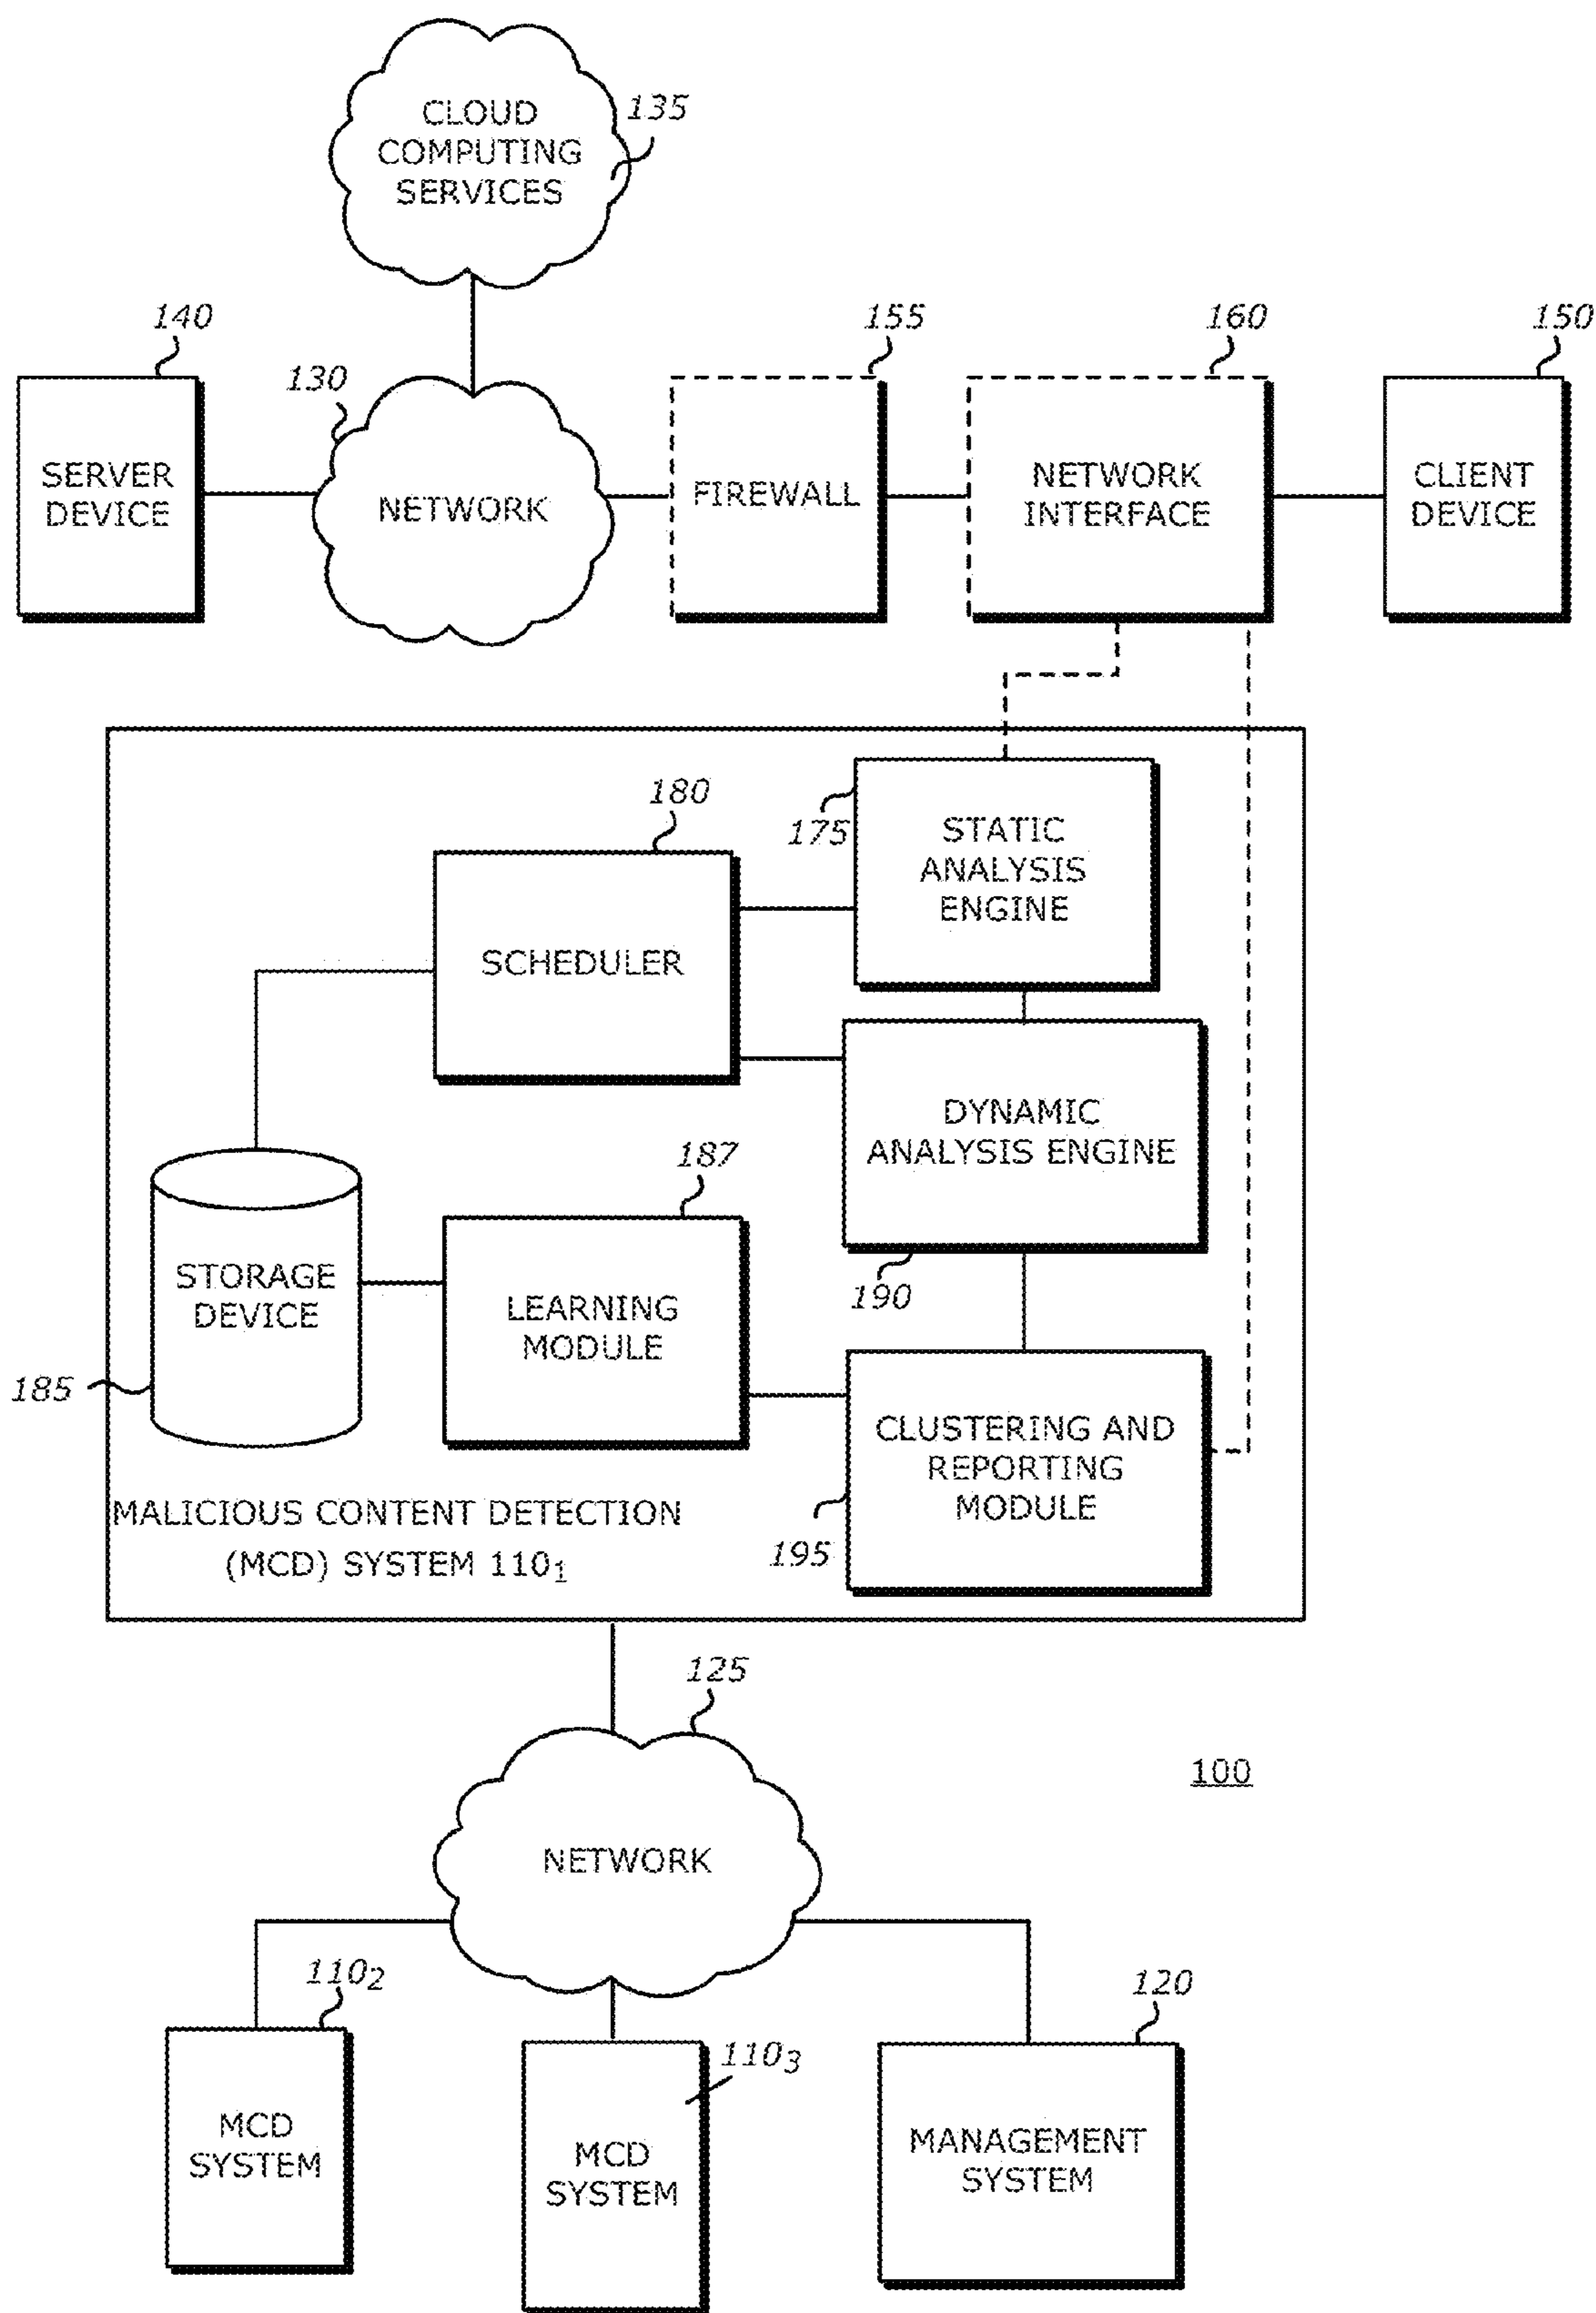 CLOUD
COMPUTING
SERVICES
135
140
130
155
160
150
SERVER
DEVICE
NETWORK
FIREWALL
NETWORK
INTERFACE
CLIENT
DEVICE
180
175
STATIC
ANALYSIS
ENGINE
SCHEDULER
DYNAMIC
ANALYSIS ENGINE
187
190
STORAGE
DEVICE
LEARNING
MODULE
185
CLUSTERING AND
REPORTING
MODULE
195
MALICIOUS CONTENT DETECTION
(MCD) SYSTEM 110₁
125
100
NETWORK
110₂
110₃
120
MCD
SYSTEM
MCD
SYSTEM
MANAGEMENT
SYSTEM